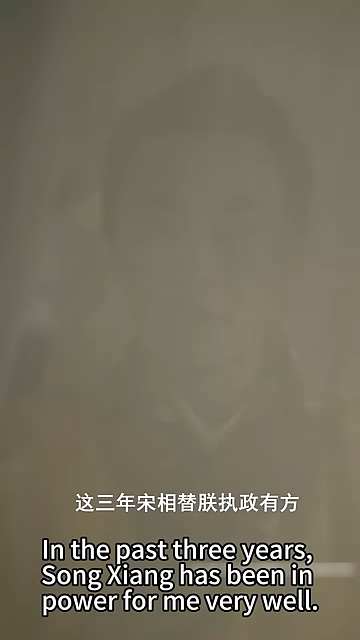 这三年宋相替朕执政有方
In the past three years,
Song Xiang has been in
power for me very well.